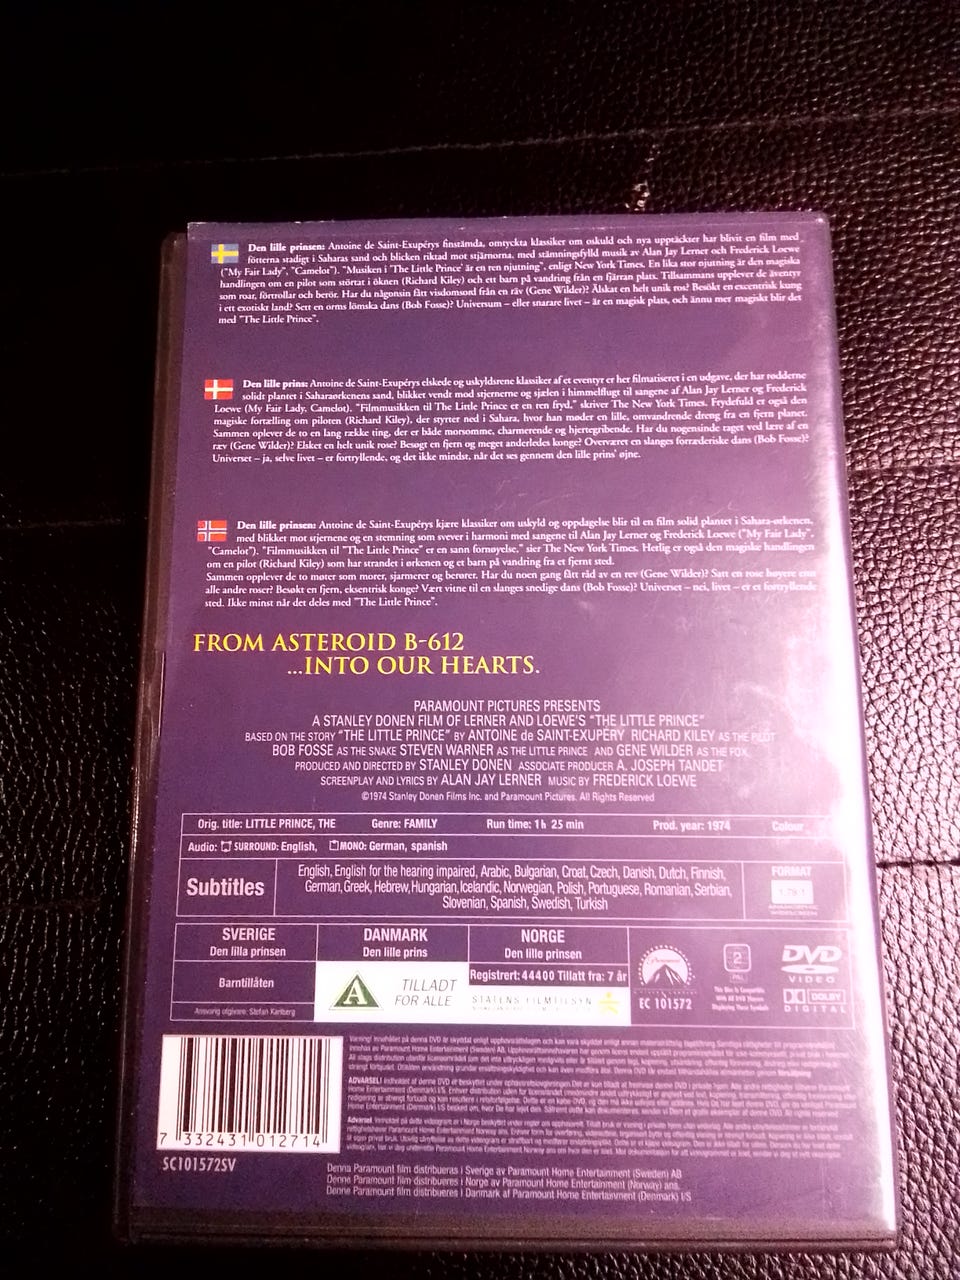 Den lille prinsen: Antoine de Saint-Exupérys finstämda, omtyckta klassiker om oskuld och nya upptäckter har blivit en film med
fötterna stadigt i Saharas sand och blicken riktad mot stjärnorna, med stämningsfylld musik av Alan Jay Lerner och Frederick Loewe
("My Fair Lady", "Camelot"). "Musiken i 'The Little Prince' är en ren njutning", enligt New York Times. En lika stor njutning är den magiska
handlingen om en pilot som störtat i öknen (Richard Kiley) och ett barn på vandring från en fjärran plats. Tillsammans upplever de äventyr
som roar, förtrollar och berör. Har du någonsin fått visdomsord från en räv (Gene Wilder)? Älskat en helt unik ros? Besökt en excentrisk kung
i ett exotiskt land? Sett en orms lömska dans (Bob Fosse)? Universum – eller snarare livet – är en magisk plats, och ännu mer magiskt blir det
med "The Little Prince".
Den lille prins: Antoine de Saint-Exupérys elskede og uskyldsrene klassiker af et eventyr er her filmatiseret i en udgave, der har rødderne
solidt plantet i Saharaørkenens sand, blikket vendt mod stjernerne og sjælen i himmelflugt til sangene af Alan Jay Lerner og Frederick
Loewe (My Fair Lady, Camelot). "Filmmusikken til The Little Prince er en ren fryd," skriver The New York Times. Frydefuld er også den
magiske fortælling om piloten (Richard Kiley), der styrter ned i Sahara, hvor han møder en lille, omvandrende dreng fra en fjern planet.
Sammen oplever de to en lang række ting, der er både morsomme, charmerende og hjertegribende. Har du nogensinde taget ved lære af en
ræv (Gene Wilder)? Elsket en helt unik rose? Besøgt en fjern og meget anderledes konge? Overværet en slanges forræderiske dans (Bob Fosse)?
Universet – ja, selve livet – er fortryllende, og det ikke mindst, når det ses gennem den lille prins' øjne.
Den lille prinsen: Antoine de Saint-Exupérys kjære klassiker om uskyld og oppdagelse blir til en film solid plantet i Sahara-ørkenen,
med blikket mot stjernene og en stemning som svever i harmoni med sangene til Alan Jay Lerner og Frederick Loewe ("My Fair Lady",
"Camelot"). "Filmmusikken til "The Little Prince" er en sann fornøyelse," sier The New York Times. Herlig er også den magiske handlingen
om en pilot (Richard Kiley) som har strandet i ørkenen og et barn på vandring fra et fjernt sted.
Sammen opplever de to møter som morer, sjarmerer og berører. Har du noen gang fått råd av en rev (Gene Wilder)? Satt en rose høyere enn
alle andre roser? Besøkt en fjern, eksentrisk konge? Vært vitne til en slanges snedige dans (Bob Fosse)? Universet – nei, livet – er et fortryllende
sted. Ikke minst når det deles med "The Little Prince".
FROM ASTEROID B-612
...INTO OUR HEARTS.
PARAMOUNT PICTURES PRESENTS
A STANLEY DONEN FILM OF LERNER AND LOEWE'S "THE LITTLE PRINCE"
BASED ON THE STORY "THE LITTLE PRINCE" BY ANTOINE de SAINT-EXUPÉRY RICHARD KILEY AS THE PILOT
BOB FOSSE AS THE SNAKE STEVEN WARNER AS THE LITTLE PRINCE AND GENE WILDER AS THE FOX
PRODUCED AND DIRECTED BY STANLEY DONEN ASSOCIATE PRODUCER A. JOSEPH TANDET
SCREENPLAY AND LYRICS BY ALAN JAY LERNER MUSIC BY FREDERICK LOEWE
©1974 Stanley Donen Films Inc. and Paramount Pictures. All Rights Reserved
Orig. title: LITTLE PRINCE, THE Genre: FAMILY Run time: 1h 25 min Prod. year: 1974 Colour
Audio: SURROUND: English, MONO: German, spanish
Subtitles
English, English for the hearing impaired, Arabic, Bulgarian, Croat, Czech, Danish, Dutch, Finnish,
German, Greek, Hebrew, Hungarian, Icelandic, Norwegian, Polish, Portuguese, Romanian, Serbian,
Slovenian, Spanish, Swedish, Turkish
FORMAT
1.78:1
ANAMORPHIC
WIDESCREEN
SVERIGE
Den lilla prinsen
Barntillåten
Ansvarig utgivare: Stefan Karlberg
DANMARK
Den lille prins
A
TILLADT
FOR ALLE
NORGE
Den lille prinsen
Registrert: 44400 Tillatt fra: 7 år
STATENS FILMTILSYN
Paramount
EC 101572
2
PAL
This Disc is Compatible
With All DVD Players
Displaying These Symbols
DVD
VIDEO
DOLBY
DIGITAL
7 332431 012714
SC101572SV
Denna Paramount film distribueras i Sverige av Paramount Home Entertainment (Sweden) AB
Denne Paramount film distribueres i Norge av Paramount Home Entertainment (Norway) ans.
Denne Paramount film distribueres i Danmark af Paramount Home Entertainment (Denmark) I/S